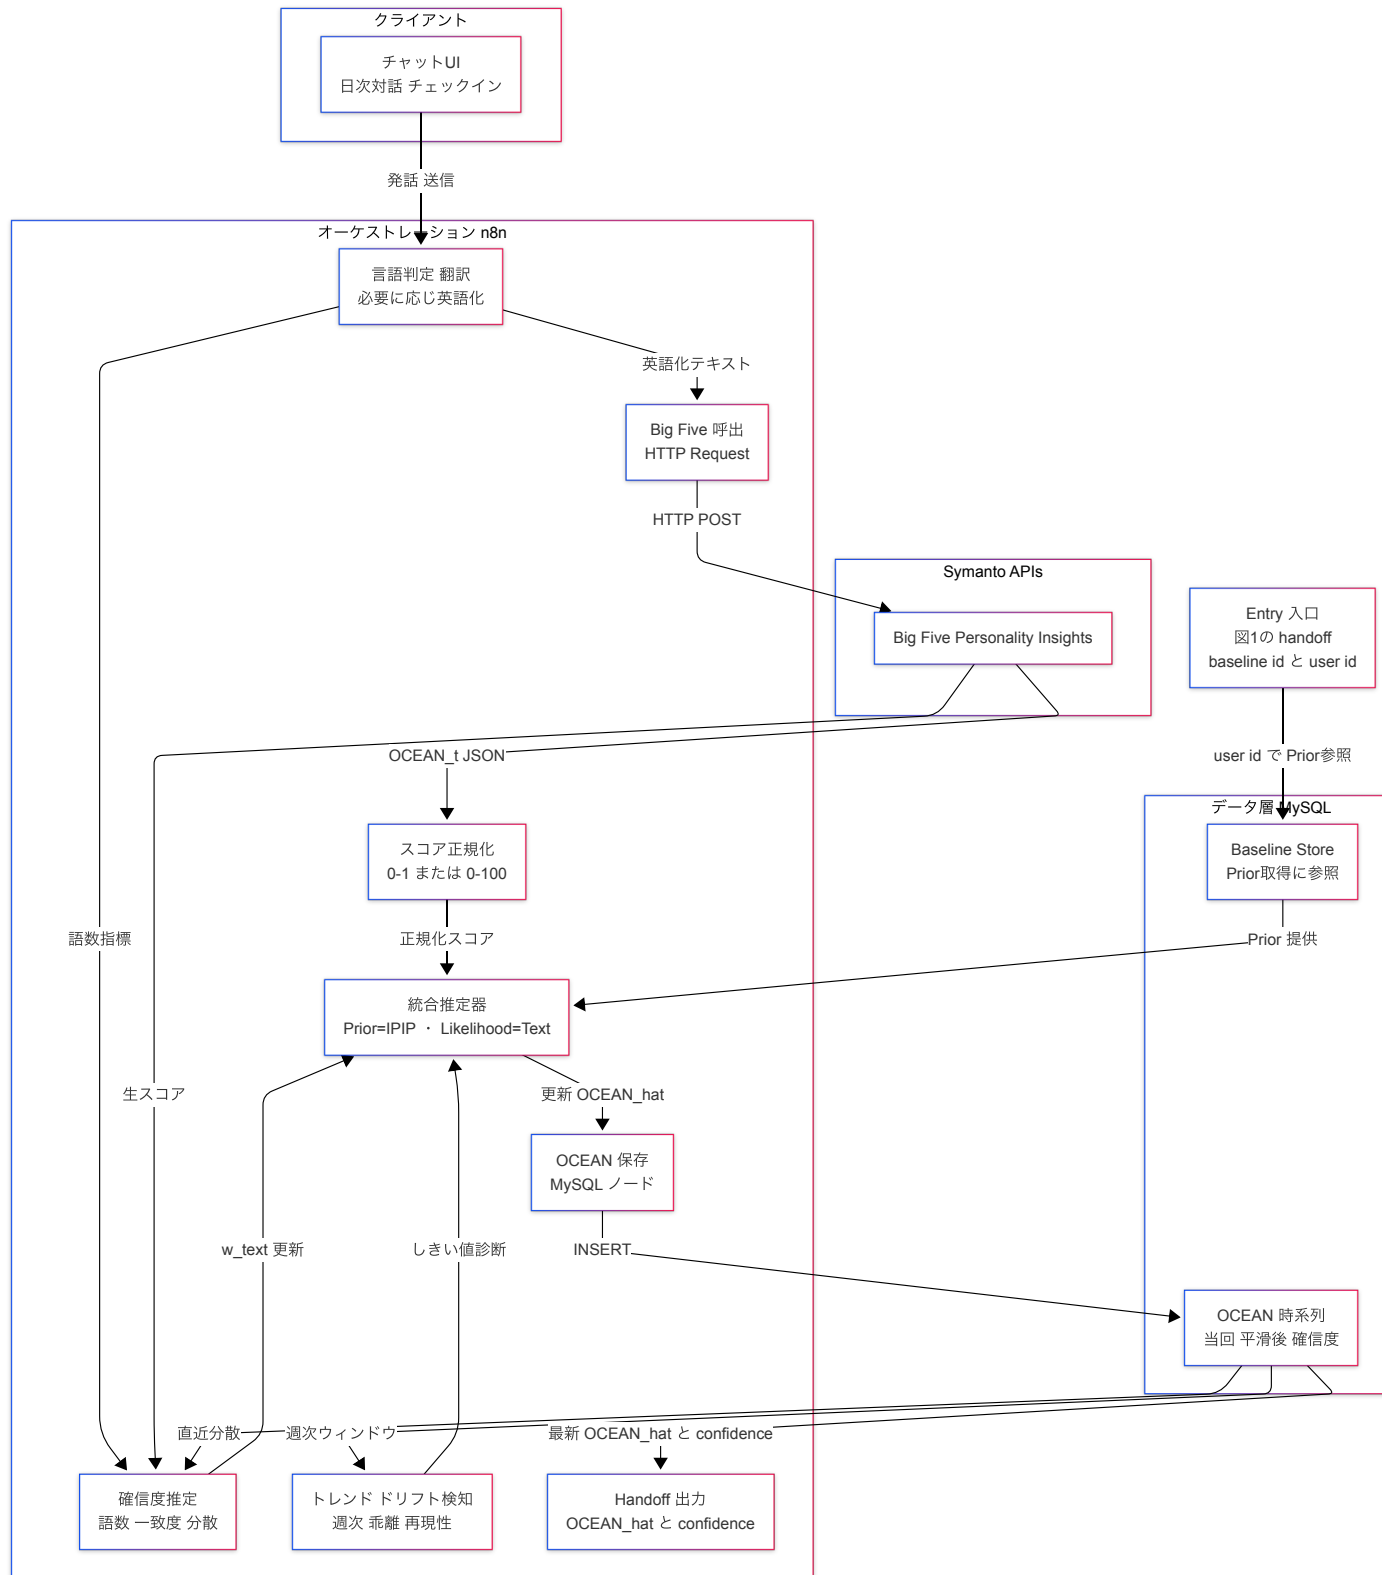 クライアント
チャットUI
日次対話 チェックイン
発話 送信
オーケストレーション n8n
言語判定 翻訳
必要に応じ英語化
英語化テキスト
Big Five 呼出
HTTP Request
HTTP POST
Symanto APIs
Big Five Personality Insights
Entry 入口
図1の handoff
baseline id と user id
OCEAN_t JSON
user id で Prior参照
データ層 MySQL
スコア正規化
0-1 または 0-100
Baseline Store
Prior取得に参照
語数指標
正規化スコア
Prior 提供
統合推定器
Prior=IPIP ・ Likelihood=Text
生スコア
更新 OCEAN_hat
OCEAN 保存
MySQL ノード
w_text 更新
しきい値診断
INSERT
OCEAN 時系列
当回 平滑後 確信度
直近分散
週次ウィンドウ
最新 OCEAN_hat と confidence
確信度推定
語数 一致度 分散
トレンド ドリフト検知
週次 乖離 再現性
Handoff 出力
OCEAN_hat と confidence